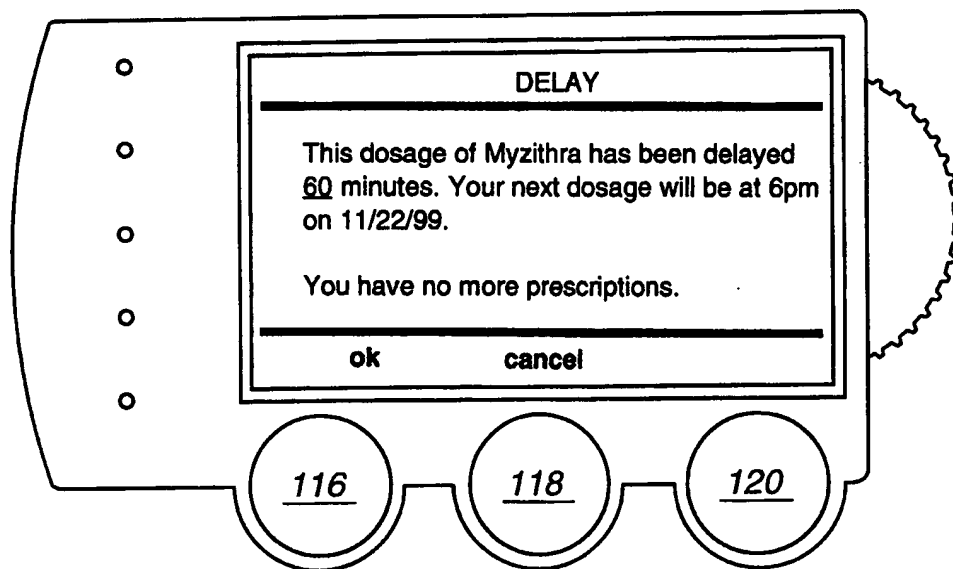 DELAY
This dosage of Myzithra has been delayed
60 minutes. Your next dosage will be at 6pm
on 11/22/99.
You have no more prescriptions.
ok cancel
116 118 120